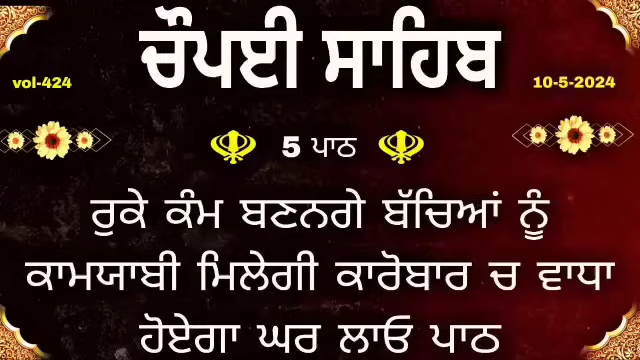 ਚੌਪਈ ਸਾਹਿਬ
vol-424
10-5-2024
5 ਪਾਠ
ਰੁਕੇ ਕੰਮ ਬਣਨਗੇ ਬੱਚਿਆਂ ਨੂੰ
ਕਾਮਯਾਬੀ ਮਿਲੇਗੀ ਕਾਰੋਬਾਰ ਚ ਵਾਧਾ
ਹੋਏਗਾ ਘਰ ਲਾਓ ਪਾਠ